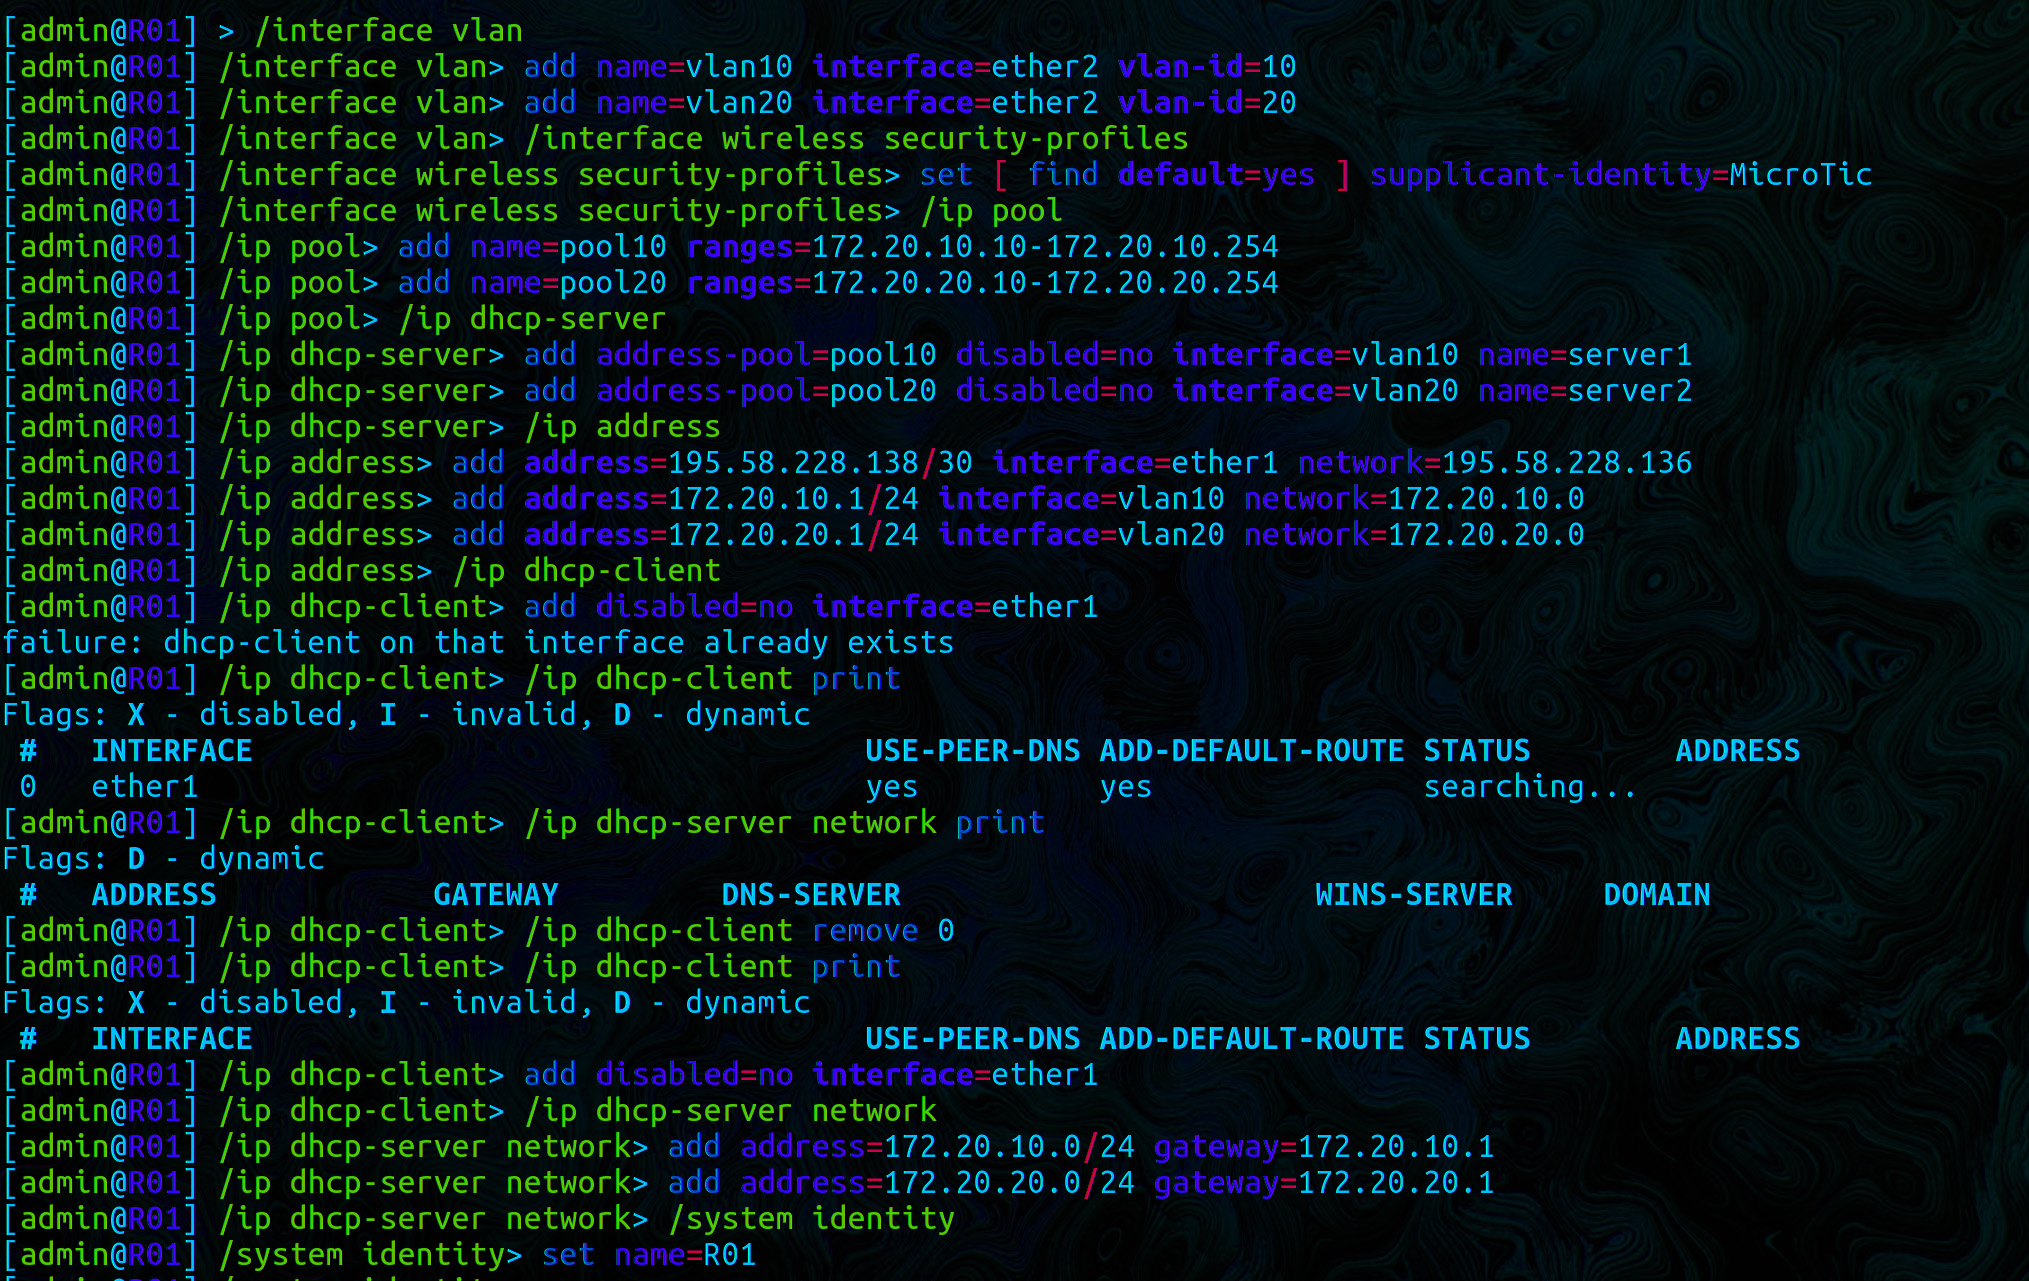 [admin@R01] > /interface vlan
[admin@R01] /interface vlan> add name=vlan10 interface=ether2 vlan-id=10
[admin@R01] /interface vlan> add name=vlan20 interface=ether2 vlan-id=20
[admin@R01] /interface vlan> /interface wireless security-profiles
[admin@R01] /interface wireless security-profiles> set [ find default=yes ] supplicant-identity=MicroTic
[admin@R01] /interface wireless security-profiles> /ip pool
[admin@R01] /ip pool> add name=pool10 ranges=172.20.10.10-172.20.10.254
[admin@R01] /ip pool> add name=pool20 ranges=172.20.20.10-172.20.20.254
[admin@R01] /ip pool> /ip dhcp-server
[admin@R01] /ip dhcp-server> add address-pool=pool10 disabled=no interface=vlan10 name=server1
[admin@R01] /ip dhcp-server> add address-pool=pool20 disabled=no interface=vlan20 name=server2
[admin@R01] /ip dhcp-server> /ip address
[admin@R01] /ip address> add address=195.58.228.138/30 interface=ether1 network=195.58.228.136
[admin@R01] /ip address> add address=172.20.10.1/24 interface=vlan10 network=172.20.10.0
[admin@R01] /ip address> add address=172.20.20.1/24 interface=vlan20 network=172.20.20.0
[admin@R01] /ip address> /ip dhcp-client
[admin@R01] /ip dhcp-client> add disabled=no interface=ether1
failure: dhcp-client on that interface already exists
[admin@R01] /ip dhcp-client> /ip dhcp-client print
Flags: X - disabled, I - invalid, D - dynamic
# INTERFACE USE-PEER-DNS ADD-DEFAULT-ROUTE STATUS ADDRESS
0 ether1 yes yes searching...
[admin@R01] /ip dhcp-client> /ip dhcp-server network print
Flags: D - dynamic
# ADDRESS GATEWAY DNS-SERVER WINS-SERVER DOMAIN
[admin@R01] /ip dhcp-client> /ip dhcp-client remove 0
[admin@R01] /ip dhcp-client> /ip dhcp-client print
Flags: X - disabled, I - invalid, D - dynamic
# INTERFACE USE-PEER-DNS ADD-DEFAULT-ROUTE STATUS ADDRESS
[admin@R01] /ip dhcp-client> add disabled=no interface=ether1
[admin@R01] /ip dhcp-client> /ip dhcp-server network
[admin@R01] /ip dhcp-server network> add address=172.20.10.0/24 gateway=172.20.10.1
[admin@R01] /ip dhcp-server network> add address=172.20.20.0/24 gateway=172.20.20.1
[admin@R01] /ip dhcp-server network> /system identity
[admin@R01] /system identity> set name=R01